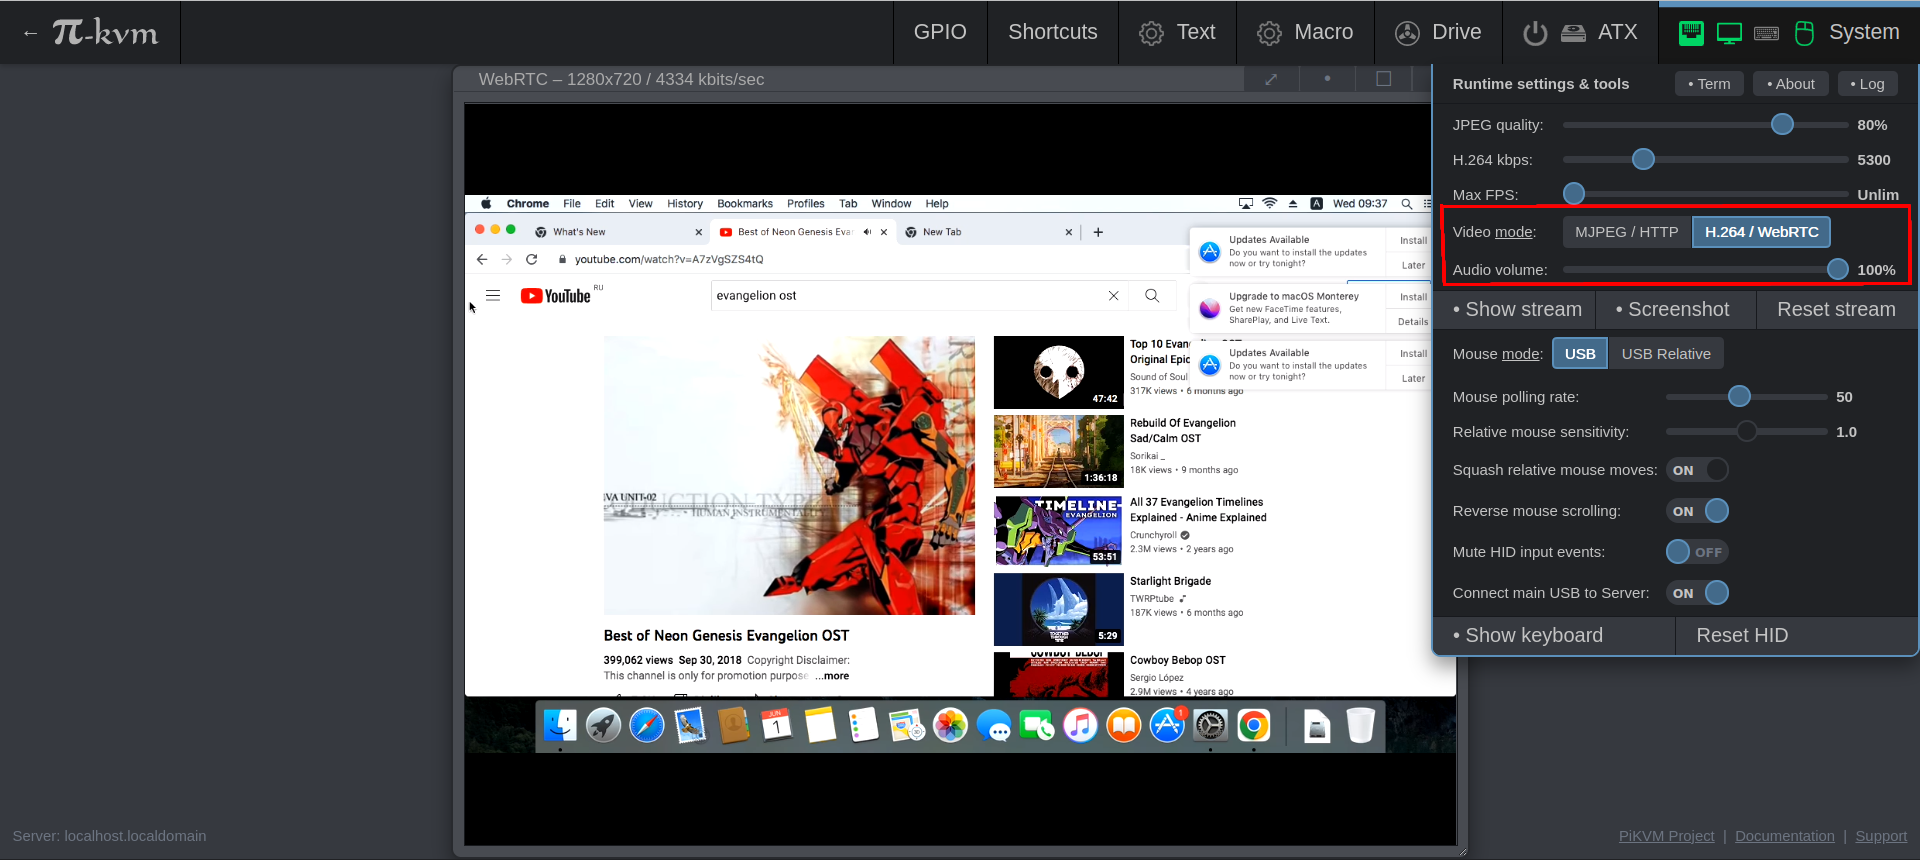 ← π-kvm
GPIO
Shortcuts
Text
Macro
Drive
ATX
System
WebRTC – 1280x720 / 4334 kbits/sec
Chrome File Edit View History Bookmarks Profiles Tab Window Help
A Wed 09:37
What's New
Best of Neon Genesis Evan
New Tab
youtube.com/watch?v=A7zVgSZS4tQ
YouTube RU
evangelion ost
Updates Available
Do you want to install the updates
now or try tonight?
Install
Later
Upgrade to macOS Monterey
Get new FaceTime features,
SharePlay, and Live Text.
Install
Details
Updates Available
Do you want to install the updates
now or try tonight?
Install
Later
EVA UNIT-02
HUMAN INSTRUMENTALITY
Best of Neon Genesis Evangelion OST
399,062 views Sep 30, 2018 Copyright Disclaimer:
This channel is only for promotion purpose ...more
47:42
Top 10
Original Epic
Sound of Soul
317K views • 6 months ago
1:36:18
Rebuild Of Evangelion
Sad/Calm OST
Sorikai _
18K views • 9 months ago
TIMELINE
EVANGELION
53:51
All 37 Evangelion Timelines
Explained - Anime Explained
Crunchyroll
2.3M views • 2 years ago
TOGETHER
5:29
Starlight Brigade
TWRPtube
187K views • 6 months ago
COWBOY BEBOP
Cowboy Bebop OST
Sergio López
2.9M views • 4 years ago
JUN
1
1
Runtime settings & tools
• Term
• About
• Log
JPEG quality: 80%
H.264 kbps: 5300
Max FPS: Unlim
Video mode: MJPEG / HTTP H.264 / WebRTC
Audio volume: 100%
• Show stream
• Screenshot
Reset stream
Mouse mode: USB USB Relative
Mouse polling rate: 50
Relative mouse sensitivity: 1.0
Squash relative mouse moves: ON
Reverse mouse scrolling: ON
Mute HID input events: OFF
Connect main USB to Server: ON
• Show keyboard
Reset HID
Server: localhost.localdomain
PiKVM Project | Documentation | Support